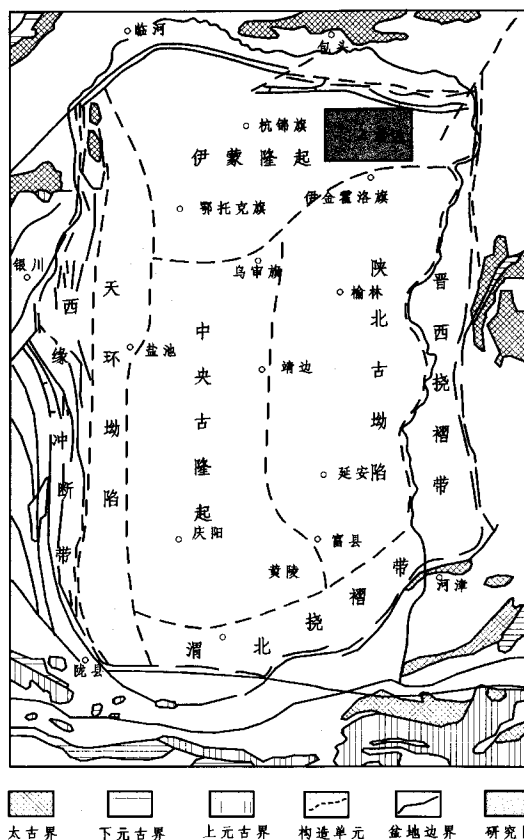 临河
包头
杭锦旗
伊蒙隆起
伊金霍洛旗
鄂托克旗
银川
乌审旗
榆林
西缘冲断带
天环坳陷
中央古隆起
陕北古坳陷
晋西挠褶带
盐池
靖边
延安
庆阳
富县
黄陵
河津
渭北挠褶带
陇县
太古界
下元古界
上元古界
构造单元
盆地边界
研究